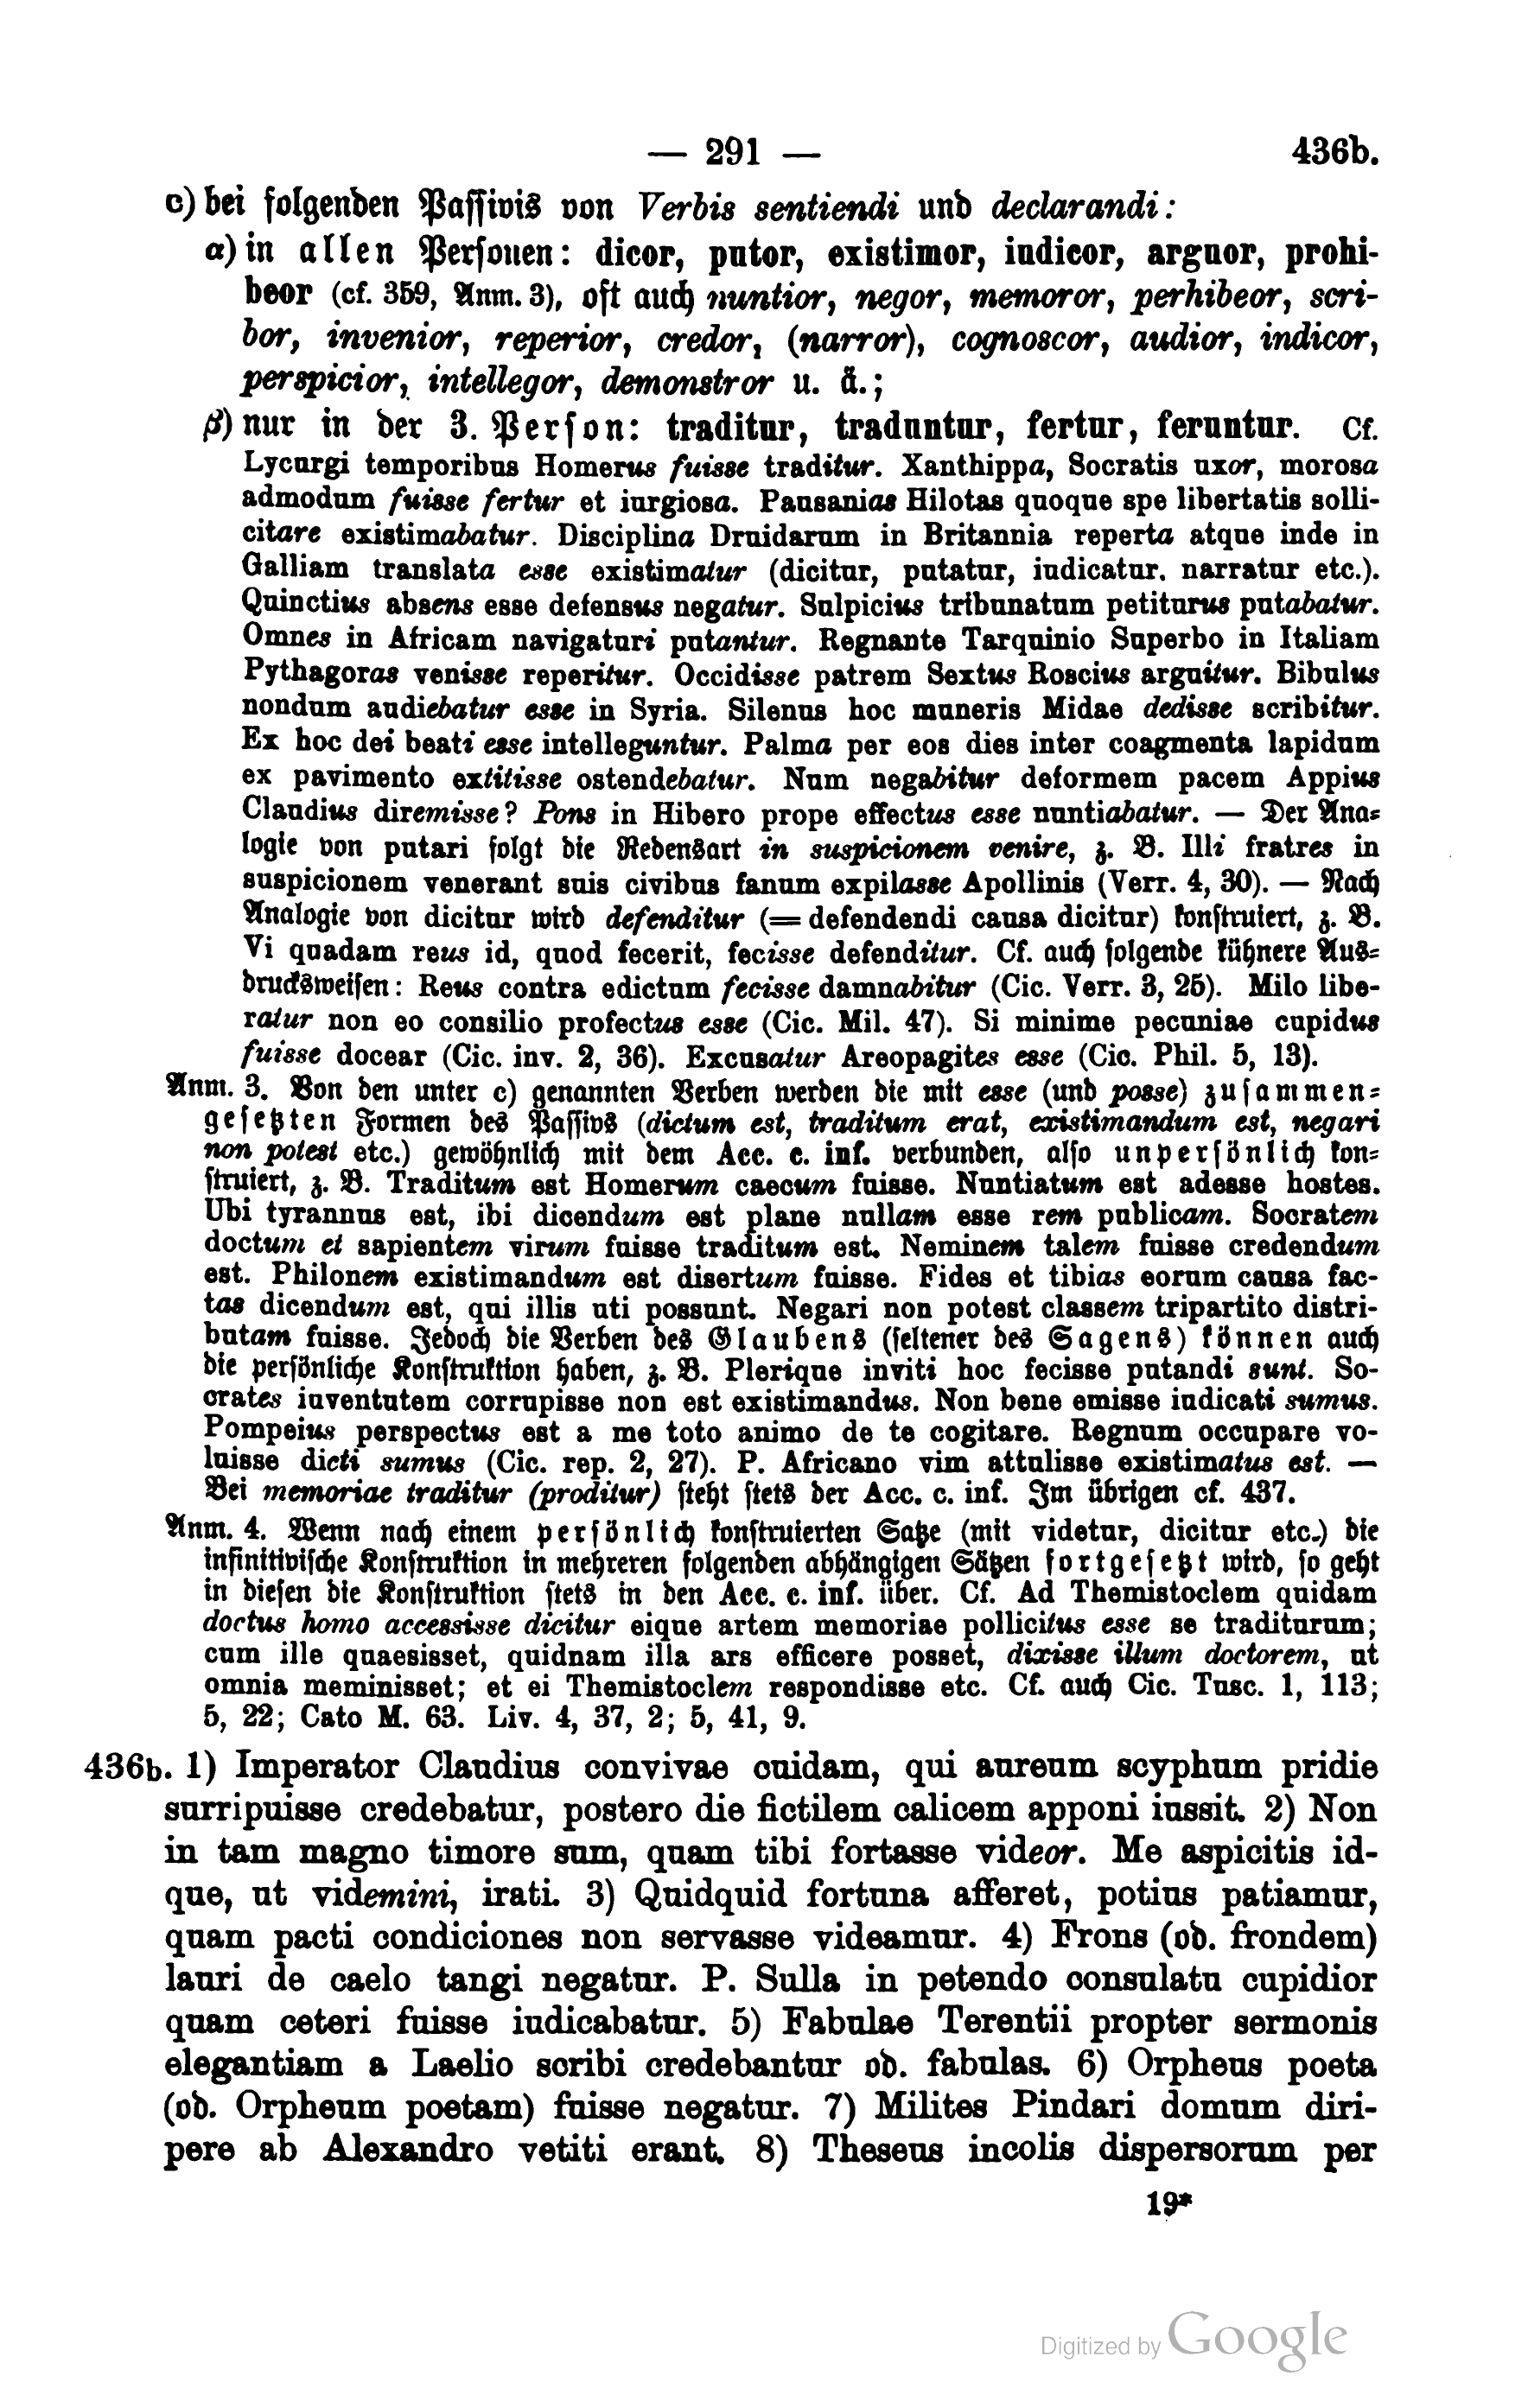 — 291 — 436b.
c) bei folgenden Passivis von Verbis sentiendi und declarandi:
α) in allen Personen: dicor, putor, existimor, iudicor, arguor, prohi-
beor (cf. 359, Anm. 3), oft auch nuntior, negor, memoror, perhibeor, scri-
bor, invenior, reperior, credor, (narror), cognoscor, audior, indicor,
perspicior, intellegor, demonstror u. ä.;
β) nur in der 3. Person: traditur, traduntur, fertur, feruntur. Cf.
Lycurgi temporibus Homerus fuisse traditur. Xanthippa, Socratis uxor, morosa
admodum fuisse fertur et iurgiosa. Pausanias Hilotas quoque spe libertatis solli-
citare existimabatur. Disciplina Druidarum in Britannia reperta atque inde in
Galliam translata esse existimatur (dicitur, putatur, iudicatur. narratur etc.).
Quinctius absens esse defensus negatur. Sulpicius tribunatum petiturus putabatur.
Omnes in Africam navigaturi putantur. Regnante Tarquinio Superbo in Italiam
Pythagoras venisse reperitur. Occidisse patrem Sextus Roscius arguitur. Bibulus
nondum audiebatur esse in Syria. Silenus hoc muneris Midae dedisse scribitur.
Ex hoc dei beati esse intelleguntur. Palma per eos dies inter coagmenta lapidum
ex pavimento extitisse ostendebatur. Num negabitur deformem pacem Appius
Claudius diremisse? Pons in Hibero prope effectus esse nuntiabatur. — Der Ana-
logie von putari folgt die Redensart in suspicionem venire, z. B. Illi fratres in
suspicionem venerant suis civibus fanum expilasse Apollinis (Verr. 4, 30). — Nach
Analogie von dicitur wird defenditur (= defendendi causa dicitur) konstruiert, z. B.
Vi quadam reus id, quod fecerit, fecisse defenditur. Cf. auch folgende kühnere Aus-
drucksweisen: Reus contra edictum fecisse damnabitur (Cic. Verr. 3, 25). Milo libe-
ratur non eo consilio profectus esse (Cic. Mil. 47). Si minime pecuniae cupidus
fuisse docear (Cic. inv. 2, 36). Excusatur Areopagites esse (Cic. Phil. 5, 13).
Anm. 3. Von den unter c) genannten Verben werden die mit esse (und posse) zusammen-
gesetzten Formen des Passivs (dictum est, traditum erat, existimandum est, negari
non potest etc.) gewöhnlich mit dem Acc. c. inf. verbunden, also unpersönlich kon-
struiert, z. B. Traditum est Homerum caecum fuisse. Nuntiatum est adesse hostes.
Ubi tyrannus est, ibi dicendum est plane nullam esse rem publicam. Socratem
doctum et sapientem virum fuisse traditum est. Neminem talem fuisse credendum
est. Philonem existimandum est disertum fuisse. Fides et tibias eorum causa fac-
tas dicendum est, qui illis uti possunt. Negari non potest classem tripartito distri-
butam fuisse. Jedoch die Verben des Glaubens (seltener des Sagens) können auch
die persönliche Konstruktion haben, z. B. Plerique inviti hoc fecisse putandi sunt. So-
crates iuventutem corrupisse non est existimandus. Non bene emisse iudicati sumus.
Pompeius perspectus est a me toto animo de te cogitare. Regnum occupare vo-
luisse dicti sumus (Cic. rep. 2, 27). P. Africano vim attulisse existimatus est. —
Bei memoriae traditur (proditur) steht stets der Acc. c. inf. Im übrigen cf. 437.
Anm. 4. Wenn nach einem persönlich konstruierten Satze (mit videtur, dicitur etc.) die
infinitivische Konstruktion in mehreren folgenden abhängigen Sätzen fortgesetzt wird, so geht
in diesen die Konstruktion stets in den Acc. c. inf. über. Cf. Ad Themistoclem quidam
doctus homo accessisse dicitur eique artem memoriae pollicitus esse se traditurum;
cum ille quaesisset, quidnam illa ars efficere posset, dixisse illum doctorem, ut
omnia meminisset; et ei Themistoclem respondisse etc. Cf. auch Cic. Tusc. 1, 113;
5, 22; Cato M. 63. Liv. 4, 37, 2; 5, 41, 9.
436b. 1) Imperator Claudius convivae cuidam, qui aureum scyphum pridie
surripuisse credebatur, postero die fictilem calicem apponi iussit. 2) Non
in tam magno timore sum, quam tibi fortasse videor. Me aspicitis id-
que, ut videmini, irati. 3) Quidquid fortuna afferet, potius patiamur,
quam pacti condiciones non servasse videamur. 4) Frons (ob. frondem)
lauri de caelo tangi negatur. P. Sulla in petendo consulatu cupidior
quam ceteri fuisse iudicabatur. 5) Fabulae Terentii propter sermonis
elegantiam a Laelio scribi credebantur od. fabulas. 6) Orpheus poeta
(od. Orpheum poetam) fuisse negatur. 7) Milites Pindari domum diri-
pere ab Alexandro vetiti erant. 8) Theseus incolis dispersorum per
19*
Digitized by Google